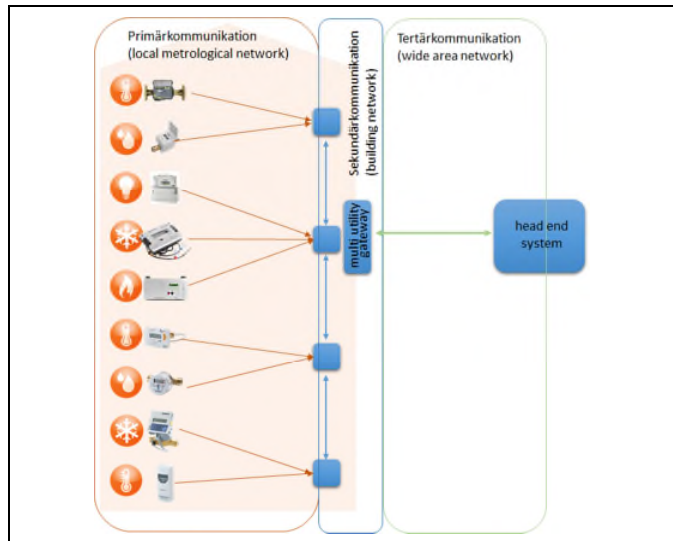 Primärkommunikation
(local metrological network)
Sekundärkommunikation
(building network)
Tertärkommunikation
(wide area network)
multi utility
gateway
head end
system